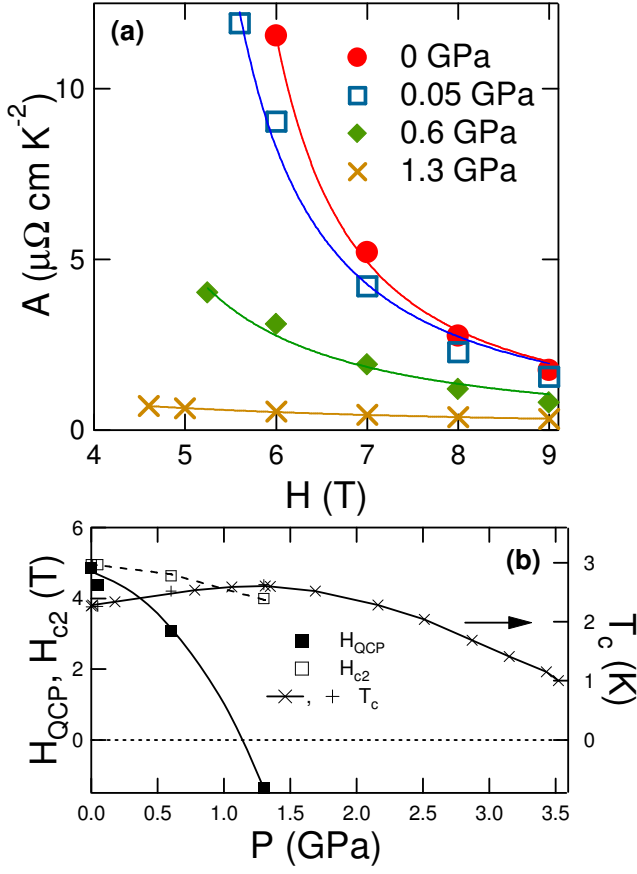 (a)
0 GPa
0.05 GPa
0.6 GPa
1.3 GPa
A (μΩ cm K⁻²)
10
5
0
4 5 6 7 8 9
H (T)
(b)
H_QCP, H_c2 (T)
6
4
2
0
H_QCP
H_c2
, T_c
3
2
1
0
T_c (K)
0.0 0.5 1.0 1.5 2.0 2.5 3.0 3.5
P (GPa)